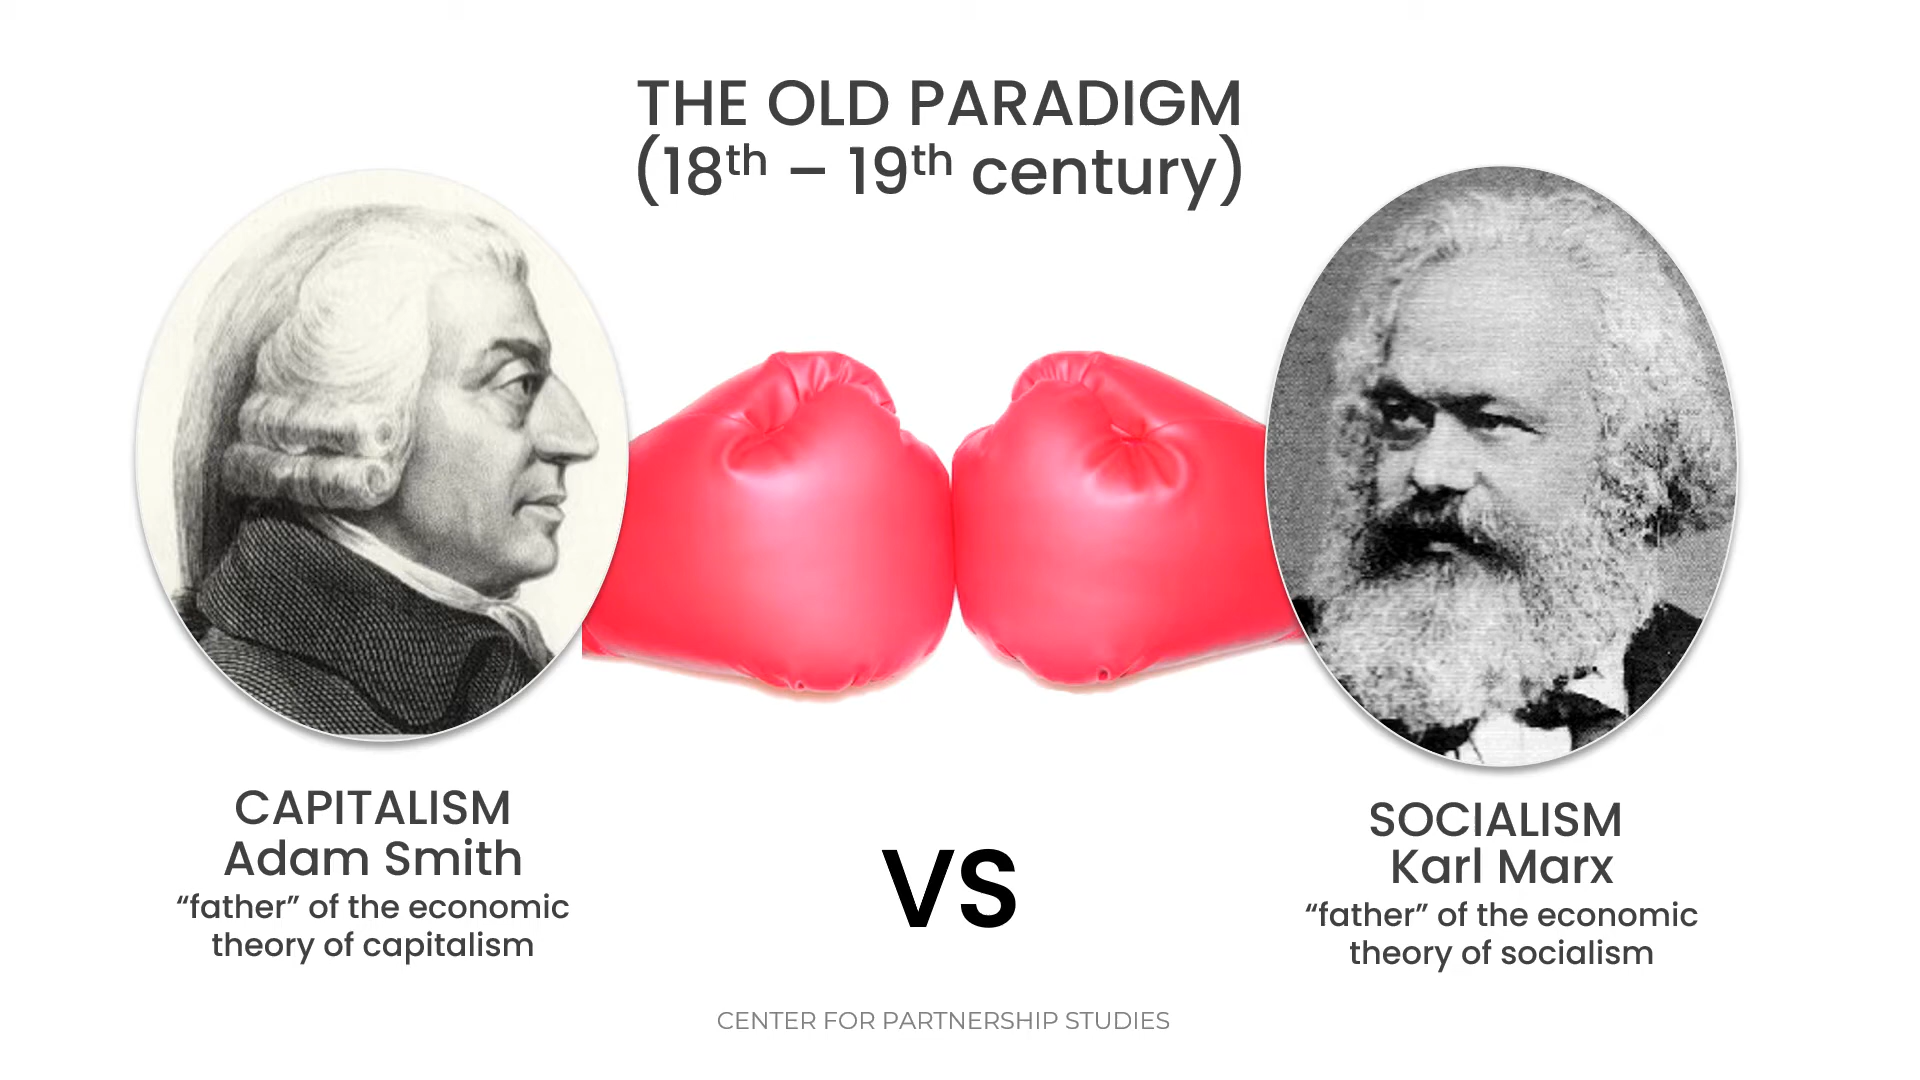 THE OLD PARADIGM
(18th – 19th century)
CAPITALISM
Adam Smith
“father” of the economic
theory of capitalism
VS
SOCIALISM
Karl Marx
“father” of the economic
theory of socialism
CENTER FOR PARTNERSHIP STUDIES